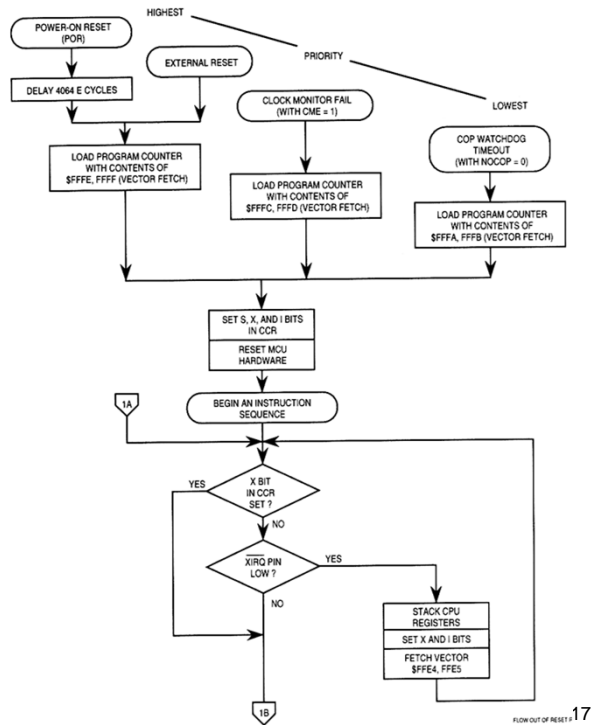 HIGHEST
PRIORITY
LOWEST
POWER-ON RESET
(POR)
EXTERNAL RESET
DELAY 4064 E CYCLES
CLOCK MONITOR FAIL
(WITH CME = 1)
COP WATCHDOG
TIMEOUT
(WITH NOCOP = 0)
LOAD PROGRAM COUNTER
WITH CONTENTS OF
$FFFE, FFFF (VECTOR FETCH)
LOAD PROGRAM COUNTER
WITH CONTENTS OF
$FFFC, FFFD (VECTOR FETCH)
LOAD PROGRAM COUNTER
WITH CONTENTS OF
$FFFA, FFFB (VECTOR FETCH)
SET S, X, AND I BITS
IN CCR
RESET MCU
HARDWARE
1A
BEGIN AN INSTRUCTION
SEQUENCE
YES
X BIT
IN CCR
SET ?
NO
XIRQ PIN
LOW ?
YES
NO
STACK CPU
REGISTERS
SET X AND I BITS
FETCH VECTOR
$FFE4, FFE5
1B
FLOW OUT OF RESET
17